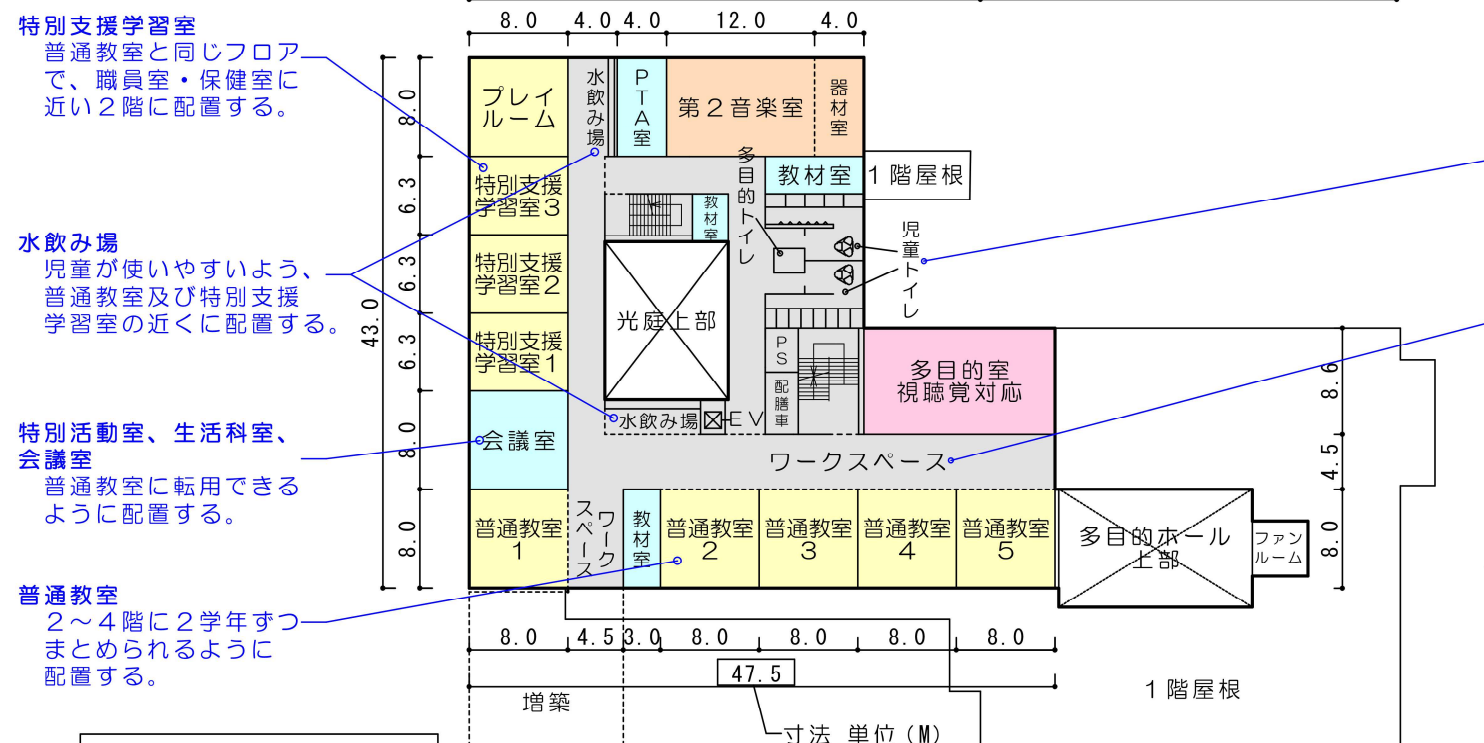 特別支援学習室
普通教室と同じフロア
で、職員室・保健室に
近い２階に配置する。
水飲み場
児童が使いやすいよう、
普通教室及び特別支援
学習室の近くに配置する。
特別活動室、生活科室、
会議室
普通教室に転用できる
ように配置する。
普通教室
２～４階に２学年ずつ
まとめられるように
配置する。
8.0 4.0 4.0 12.0 4.0
43.0
8.0
6.3
6.3
6.3
8.0
8.0
プレイ
ルーム
水飲み場
ＰＴＡ室
第２音楽室
器材室
特別支援
学習室３
教材室
多目的トイレ
教材室
１階屋根
児童トイレ
特別支援
学習室２
光庭上部
特別支援
学習室１
ＰＳ
配膳車
多目的室
視聴覚対応
会議室
水飲み場
ＥＶ
ワークスペース
普通教室
１
ワーク
スペース
教材室
普通教室
２
普通教室
３
普通教室
４
普通教室
５
多目的ホール
上部
ファン
ルーム
8.6
4.5
8.0
8.0 4.5 3.0 8.0 8.0 8.0 8.0
47.5
増築
１階屋根
寸法 単位（M）